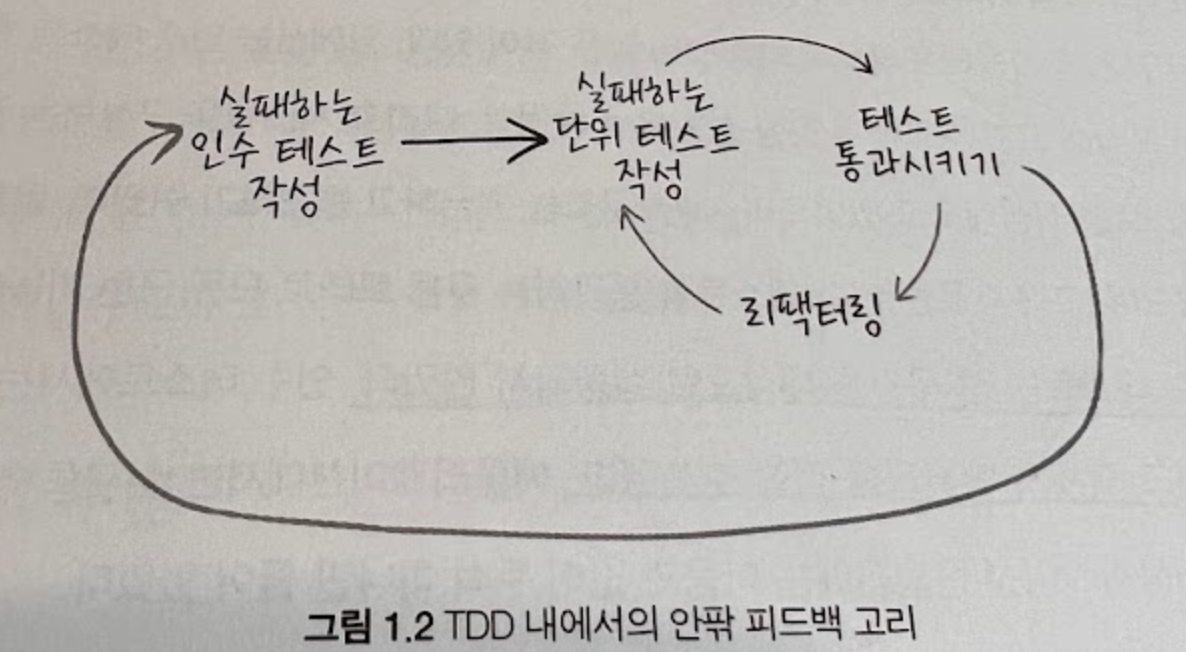 실패하는
인수 테스트
작성
실패하는
단위 테스트
작성
테스트
통과시키기
리팩터링
그림 1.2 TDD 내에서의 안팎 피드백 고리